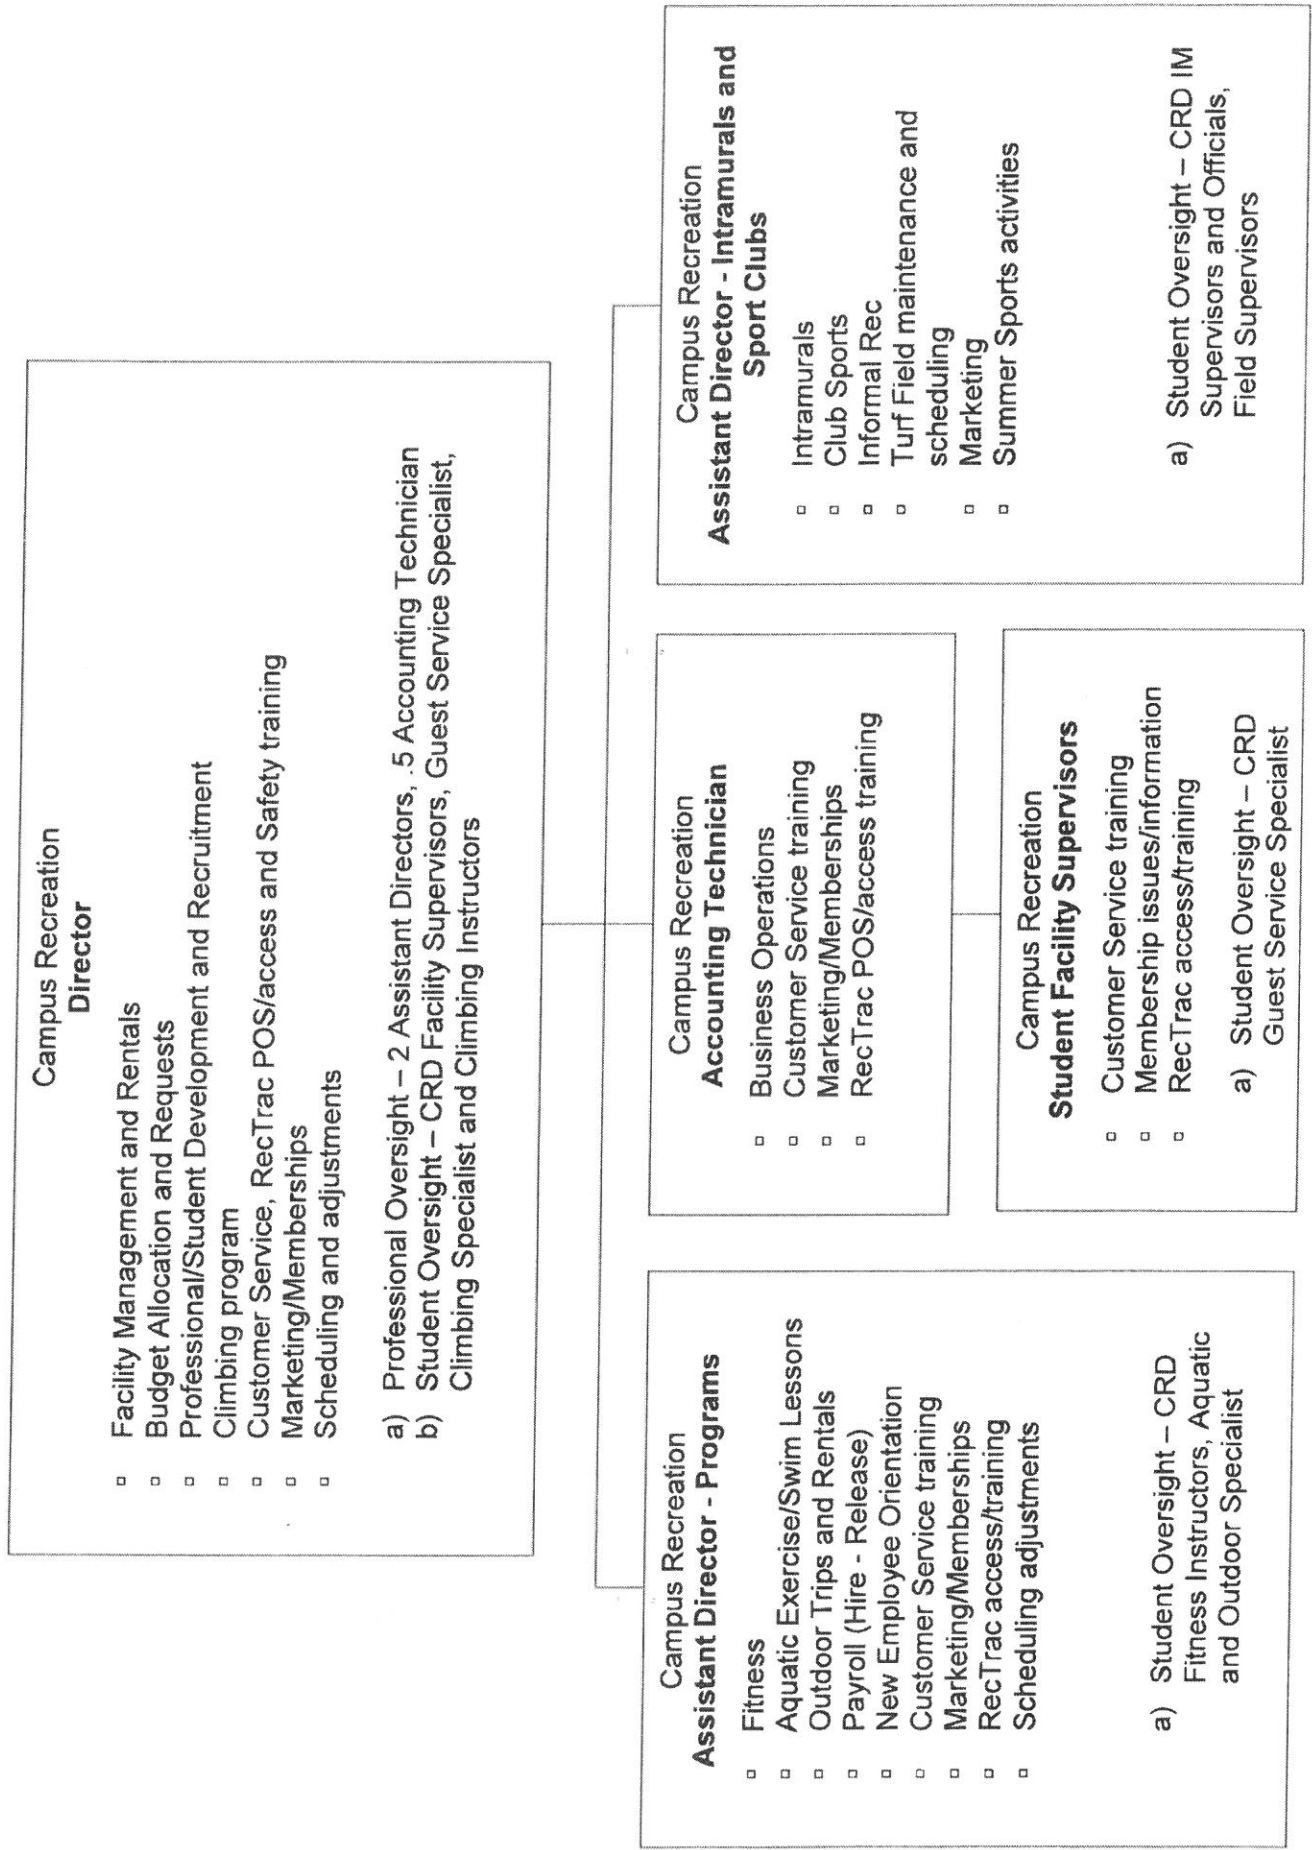 Campus Recreation
Director
▫ Facility Management and Rentals
▫ Budget Allocation and Requests
▫ Professional/Student Development and Recruitment
▫ Climbing program
▫ Customer Service, RecTrac POS/access and Safety training
▫ Marketing/Memberships
▫ Scheduling and adjustments
a) Professional Oversight – 2 Assistant Directors, .5 Accounting Technician
b) Student Oversight – CRD Facility Supervisors, Guest Service Specialist,
Climbing Specialist and Climbing Instructors
Campus Recreation
Assistant Director - Programs
▫ Fitness
▫ Aquatic Exercise/Swim Lessons
▫ Outdoor Trips and Rentals
▫ Payroll (Hire - Release)
▫ New Employee Orientation
▫ Customer Service training
▫ Marketing/Memberships
▫ RecTrac access/training
▫ Scheduling adjustments
a) Student Oversight – CRD
Fitness Instructors, Aquatic
and Outdoor Specialist
Campus Recreation
Accounting Technician
▫ Business Operations
▫ Customer Service training
▫ Marketing/Memberships
▫ RecTrac POS/access training
Campus Recreation
Student Facility Supervisors
▫ Customer Service training
▫ Membership issues/information
▫ RecTrac access/training
a) Student Oversight – CRD
Guest Service Specialist
Campus Recreation
Assistant Director - Intramurals and
Sport Clubs
▫ Intramurals
▫ Club Sports
▫ Informal Rec
▫ Turf Field maintenance and
scheduling
▫ Marketing
▫ Summer Sports activities
a) Student Oversight – CRD IM
Supervisors and Officials,
Field Supervisors